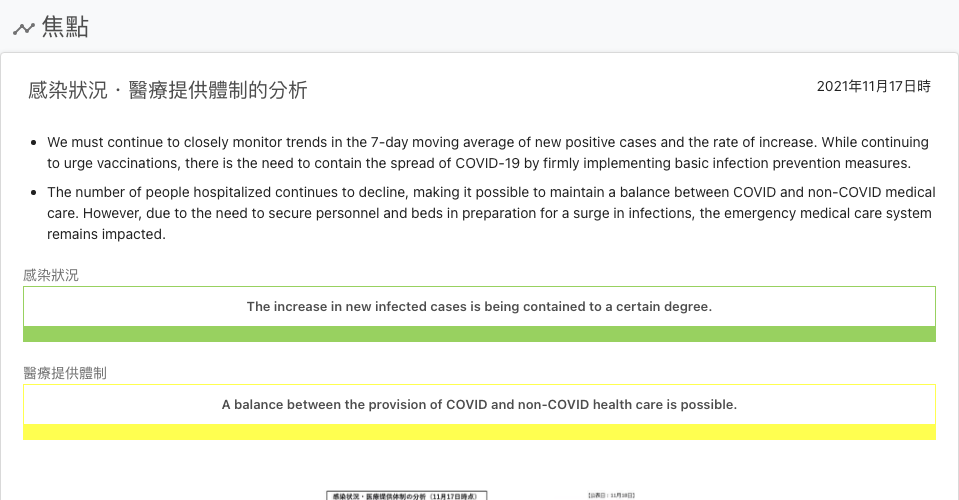 焦點
感染狀況・醫療提供體制的分析
2021年11月17日時
We must continue to closely monitor trends in the 7-day moving average of new positive cases and the rate of increase. While continuing
to urge vaccinations, there is the need to contain the spread of COVID-19 by firmly implementing basic infection prevention measures.
The number of people hospitalized continues to decline, making it possible to maintain a balance between COVID and non-COVID medical
care. However, due to the need to secure personnel and beds in preparation for a surge in infections, the emergency medical care system
remains impacted.
感染狀況
The increase in new infected cases is being contained to a certain degree.
醫療提供體制
A balance between the provision of COVID and non-COVID health care is possible.
感染状況・医療提供体制の分析（11月17日時点）
【公表日：11月18日】